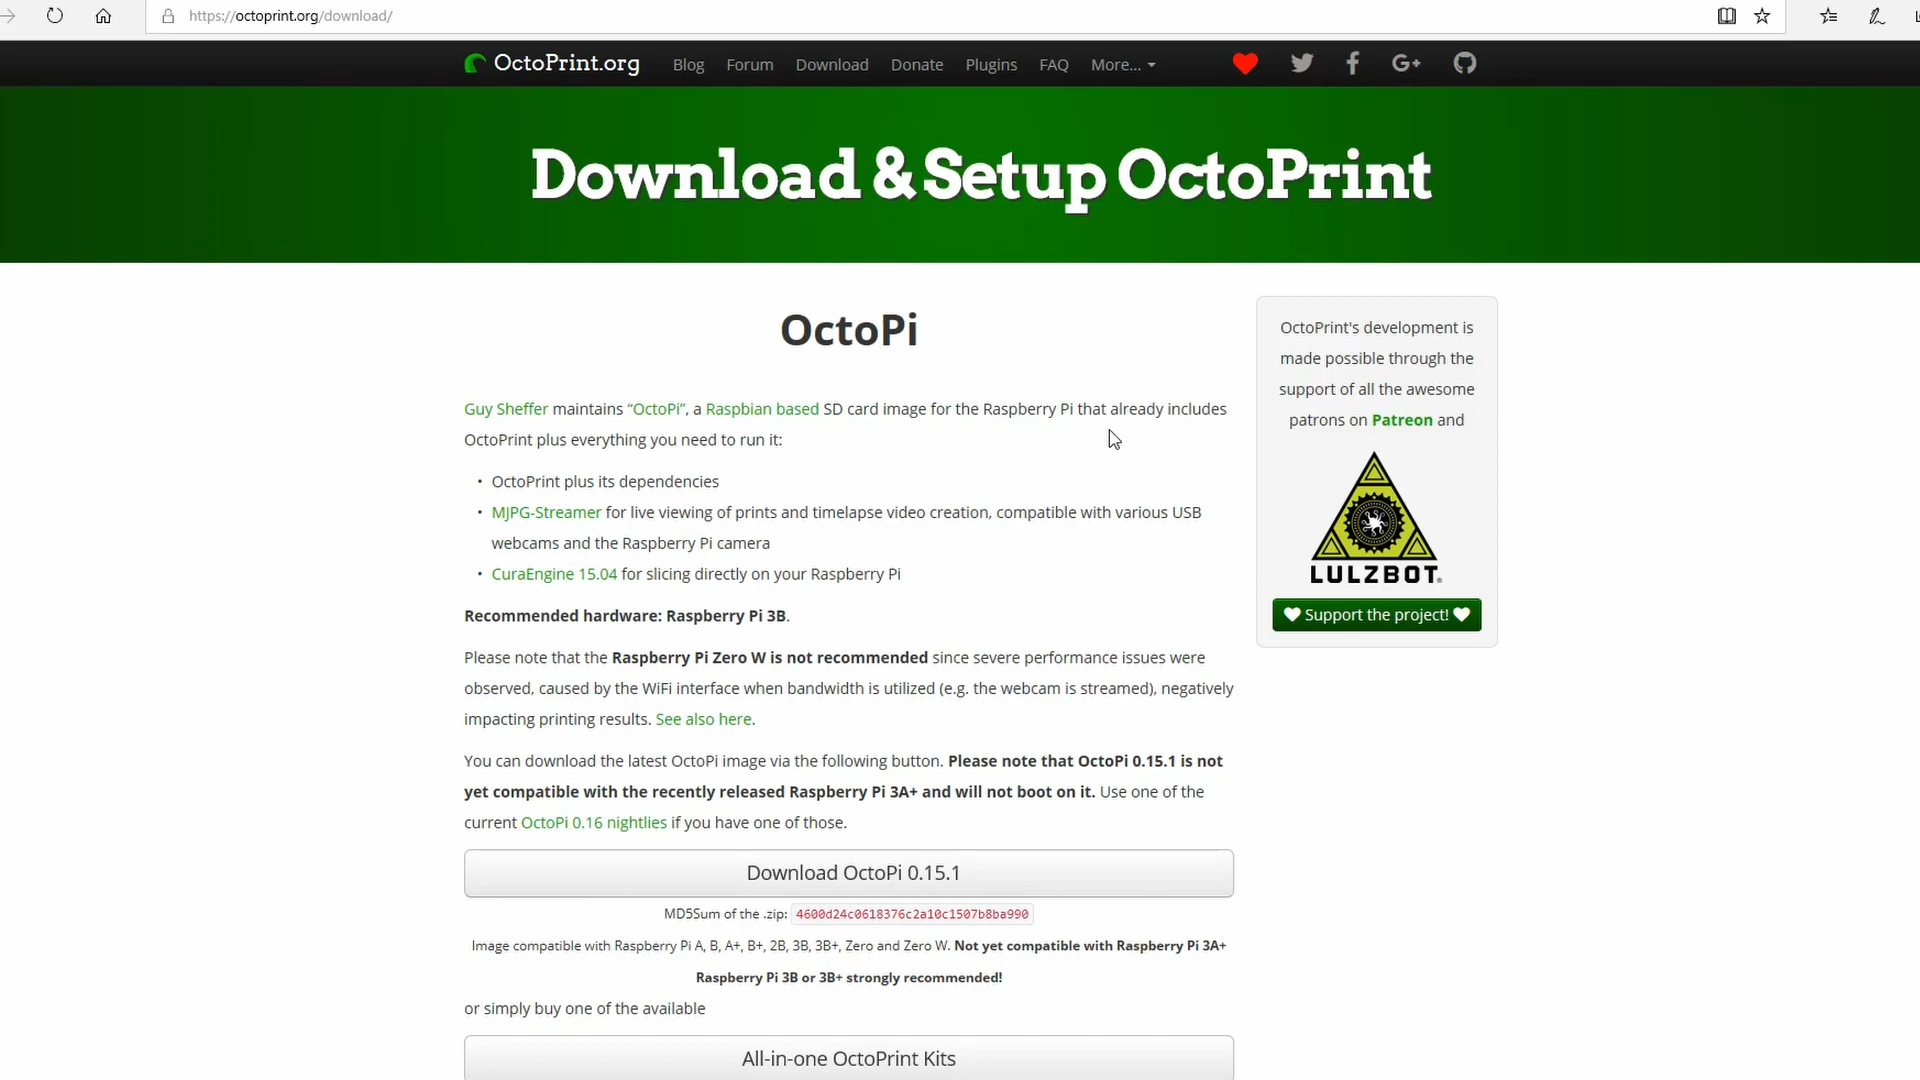 https://octoprint.org/download/
OctoPrint.org Blog Forum Download Donate Plugins FAQ More... G+
Download & Setup OctoPrint
OctoPi
Guy Sheffer maintains “OctoPi”, a Raspbian based SD card image for the Raspberry Pi that already includes
OctoPrint plus everything you need to run it:
• OctoPrint plus its dependencies
• MJPG-Streamer for live viewing of prints and timelapse video creation, compatible with various USB
webcams and the Raspberry Pi camera
• CuraEngine 15.04 for slicing directly on your Raspberry Pi
Recommended hardware: Raspberry Pi 3B.
Please note that the Raspberry Pi Zero W is not recommended since severe performance issues were
observed, caused by the WiFi interface when bandwidth is utilized (e.g. the webcam is streamed), negatively
impacting printing results. See also here.
You can download the latest OctoPi image via the following button. Please note that OctoPi 0.15.1 is not
yet compatible with the recently released Raspberry Pi 3A+ and will not boot on it. Use one of the
current OctoPi 0.16 nightlies if you have one of those.
Download OctoPi 0.15.1
MD5Sum of the .zip: 4600d24c0618376c2a10c1507b8ba990
Image compatible with Raspberry Pi A, B, A+, B+, 2B, 3B, 3B+, Zero and Zero W. Not yet compatible with Raspberry Pi 3A+
Raspberry Pi 3B or 3B+ strongly recommended!
or simply buy one of the available
All-in-one OctoPrint Kits
OctoPrint's development is
made possible through the
support of all the awesome
patrons on Patreon and
LULZBOT
Support the project!